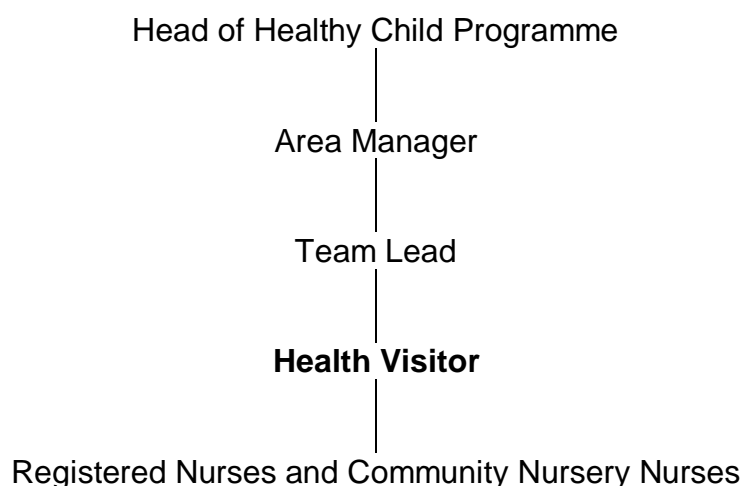 Head of Healthy Child Programme
Area Manager
Team Lead
Health Visitor
Registered Nurses and Community Nursery Nurses